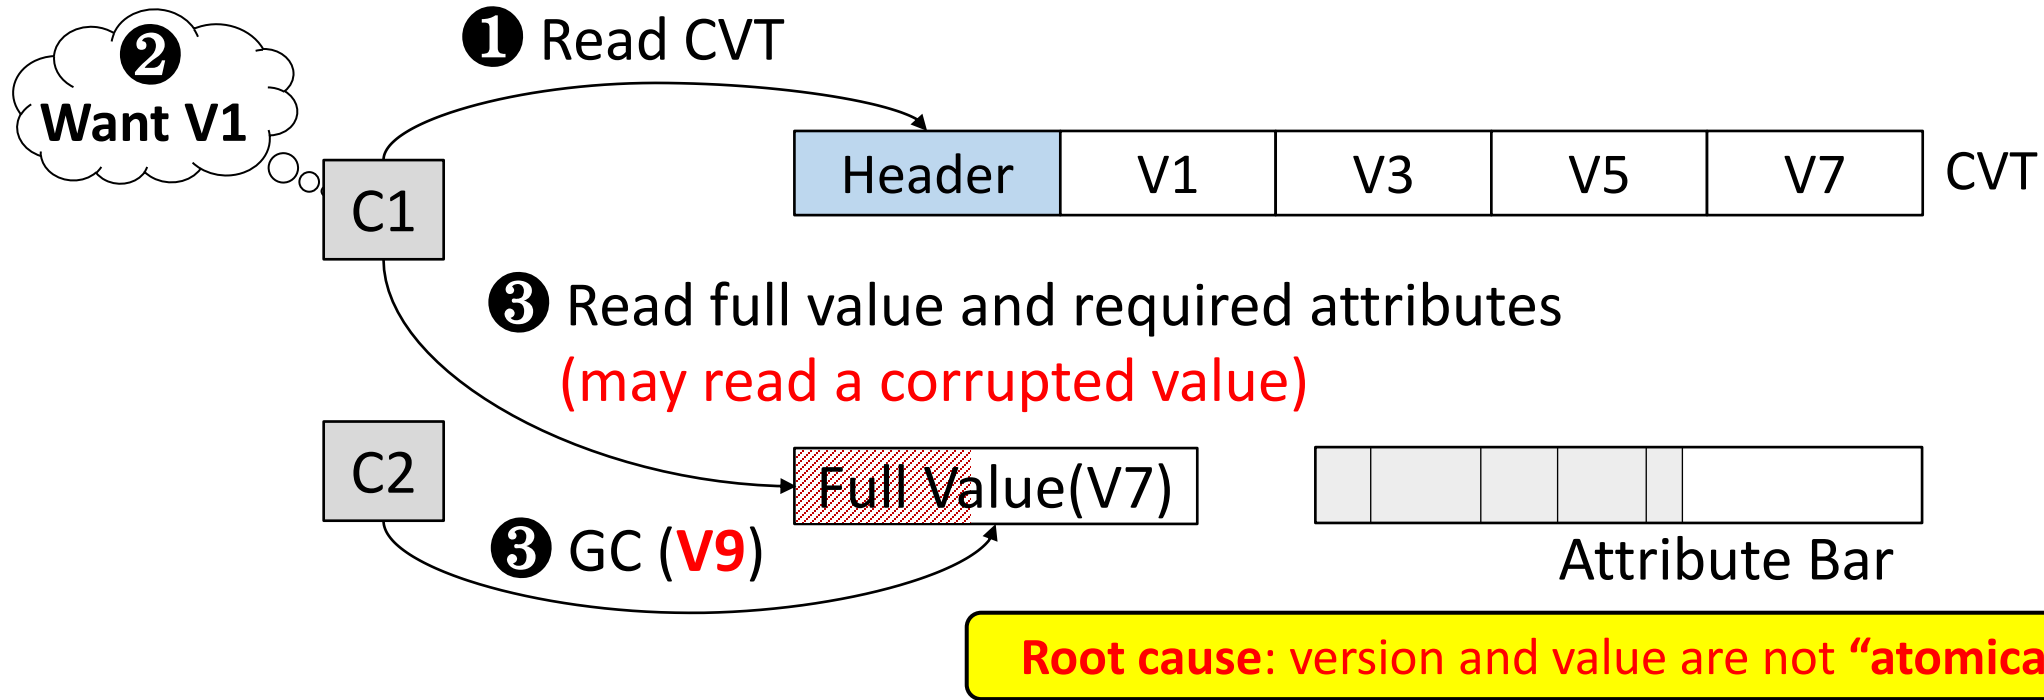 ❶ Read CVT
❷
Want V1
C1
Header V1 V3 V5 V7 CVT
❸ Read full value and required attributes
(may read a corrupted value)
C2
Full Value(V7)
❸ GC (V9)
Attribute Bar
Root cause: version and value are not